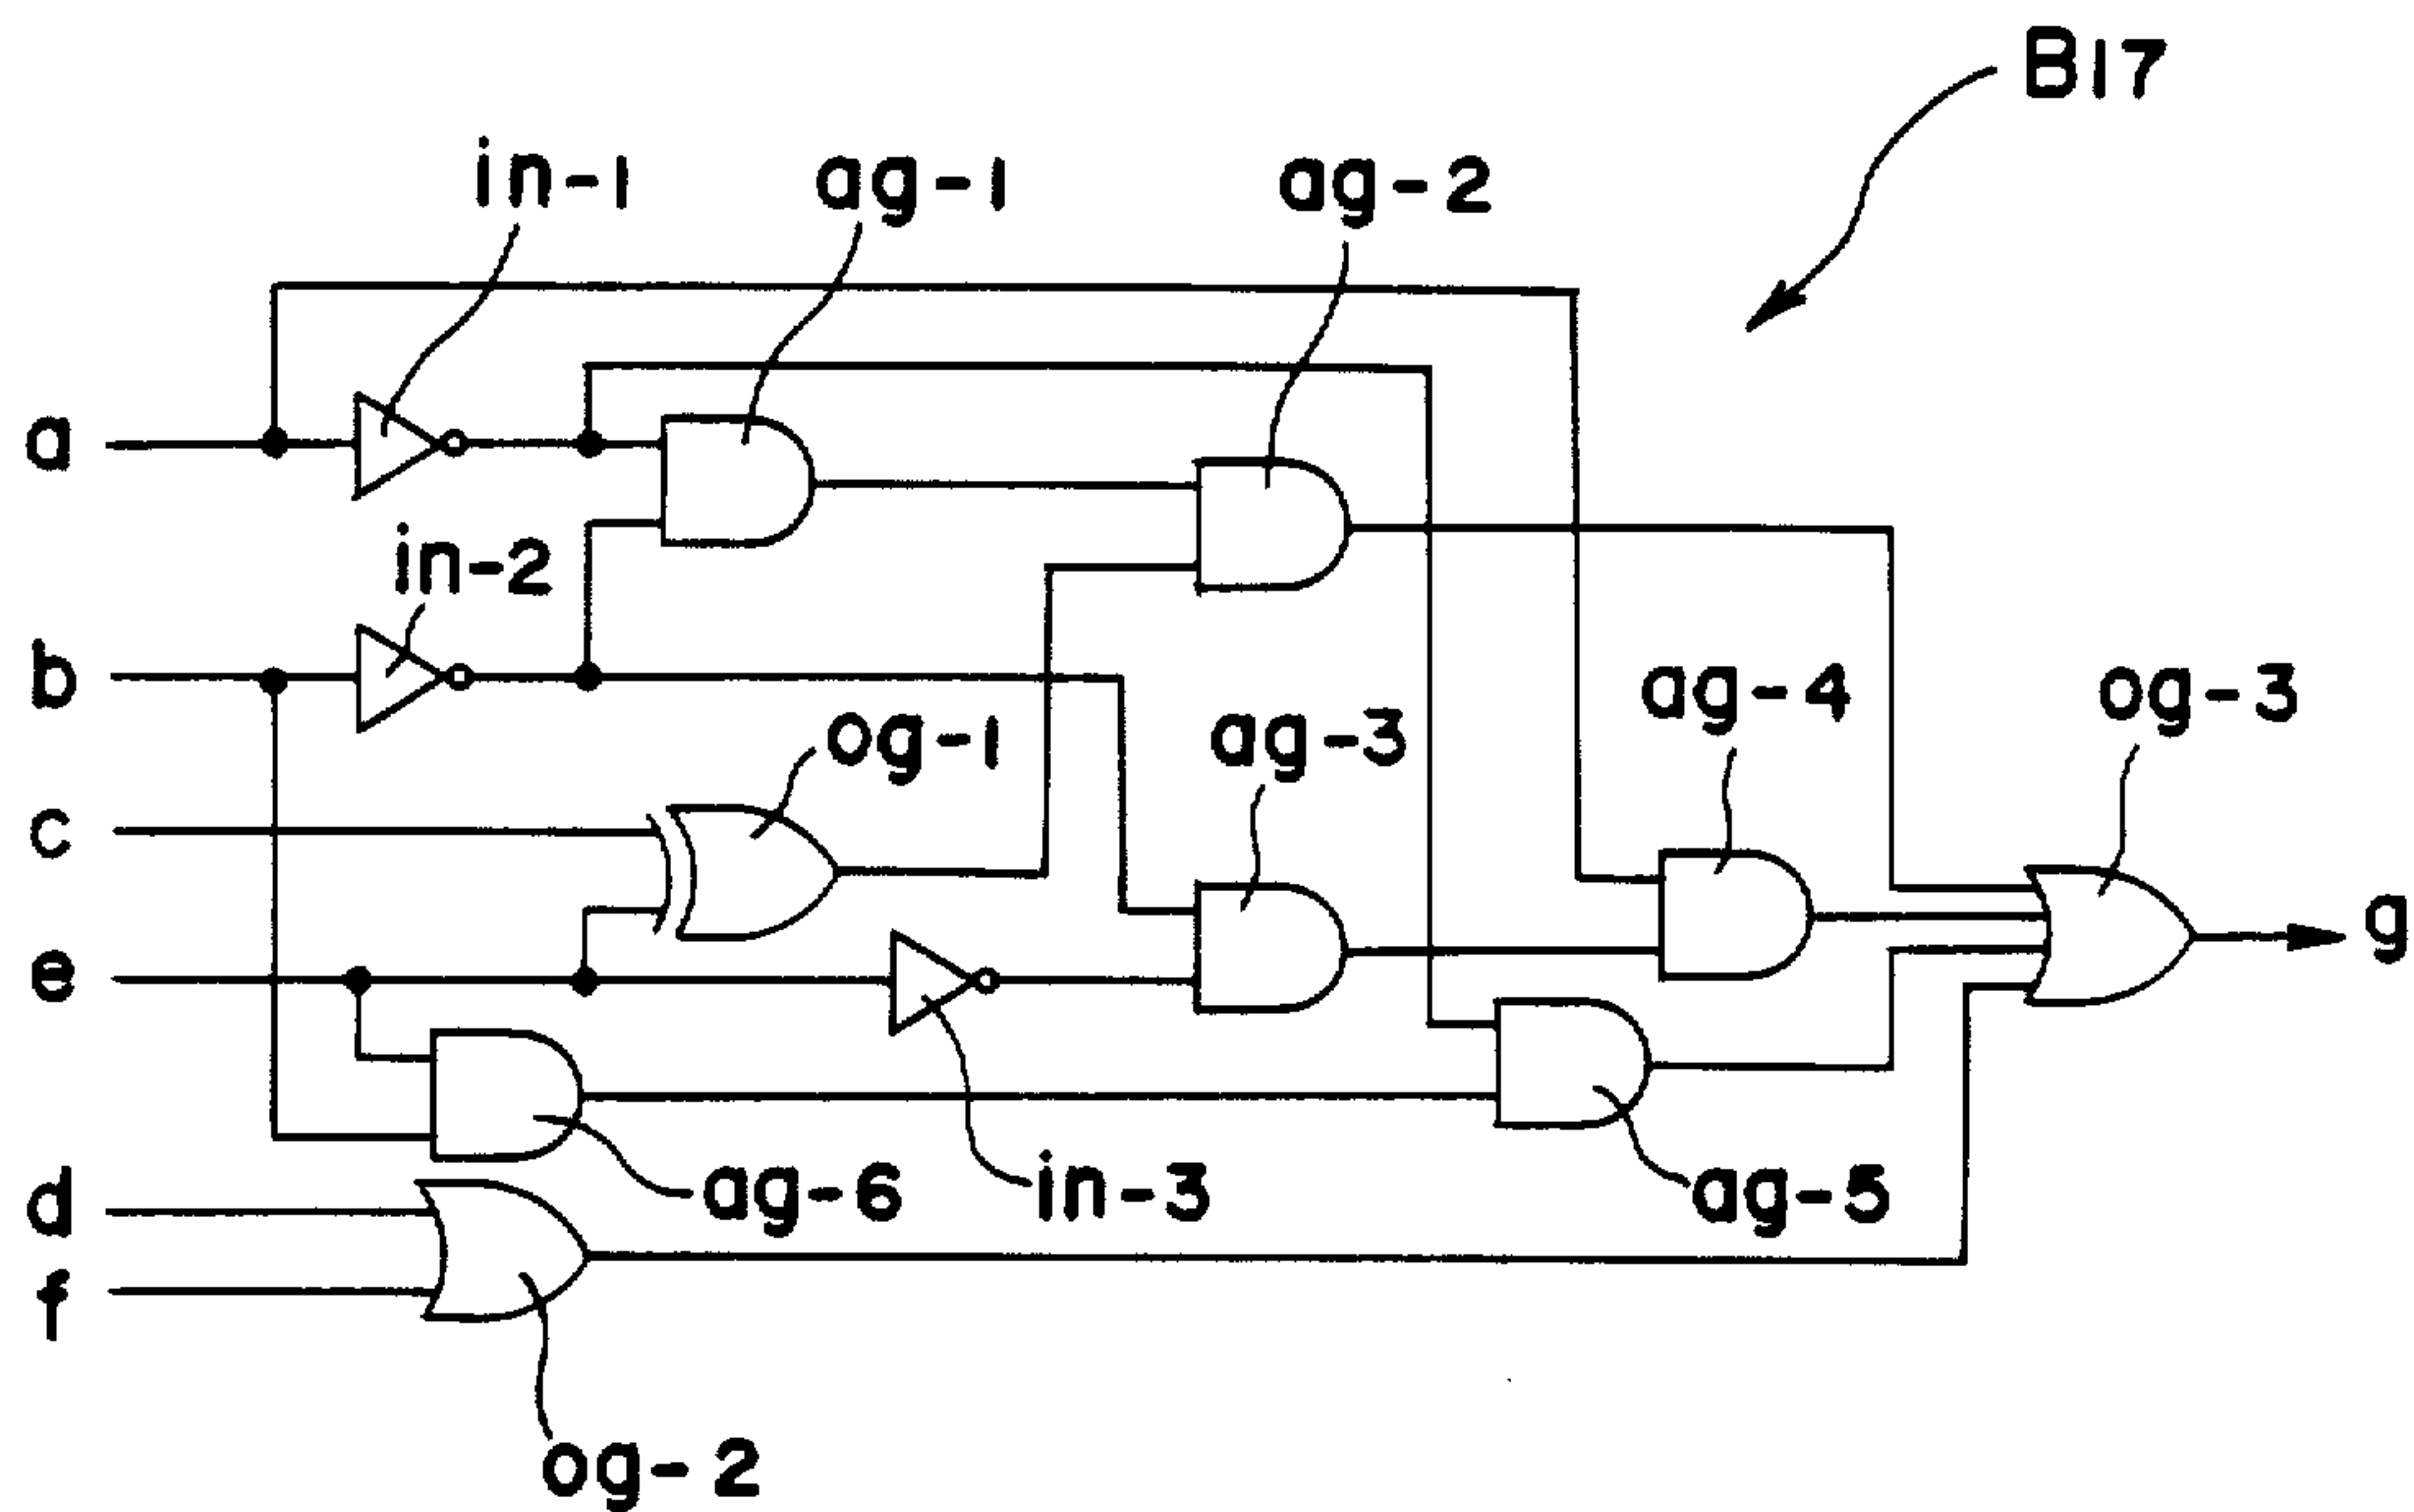 B17
in-1
ag-1
ag-2
a
in-2
b
og-1
ag-3
ag-4
og-3
c
g
e
d
ag-6
in-3
ag-5
f
og-2